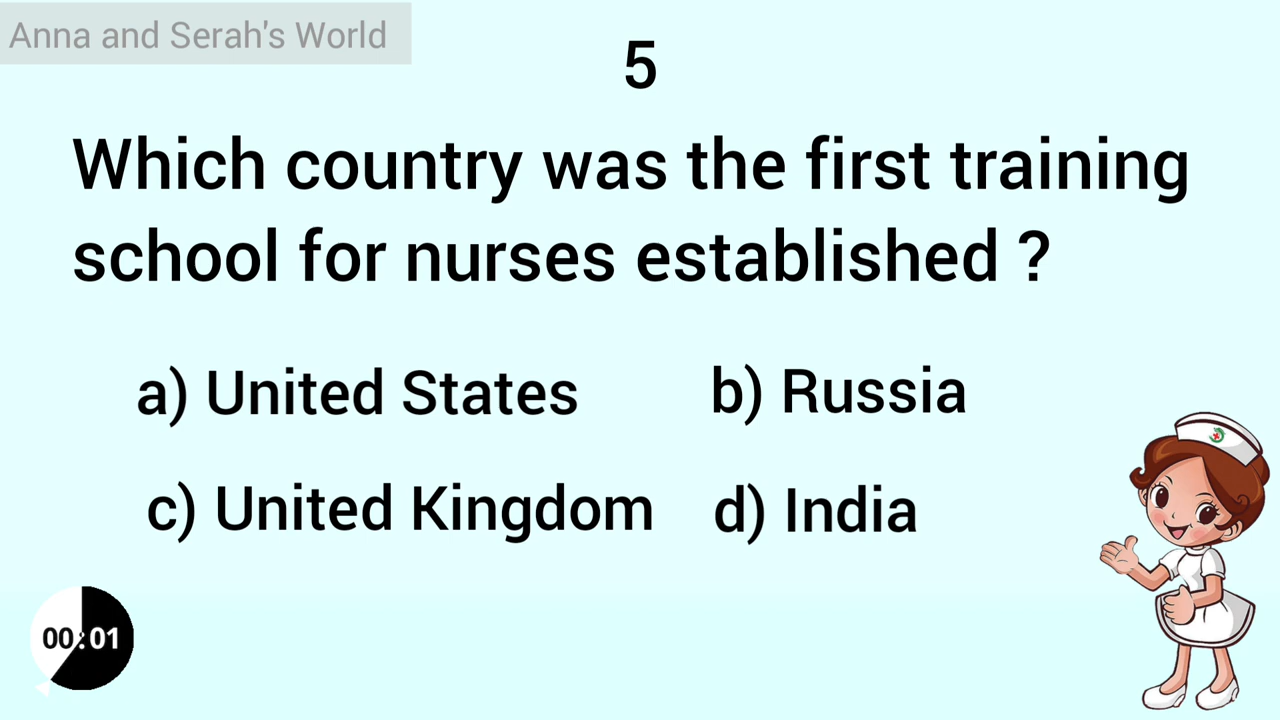 Anna and Serah's World
5
Which country was the first training
school for nurses established ?
a) United States b) Russia
c) United Kingdom d) India
00:01